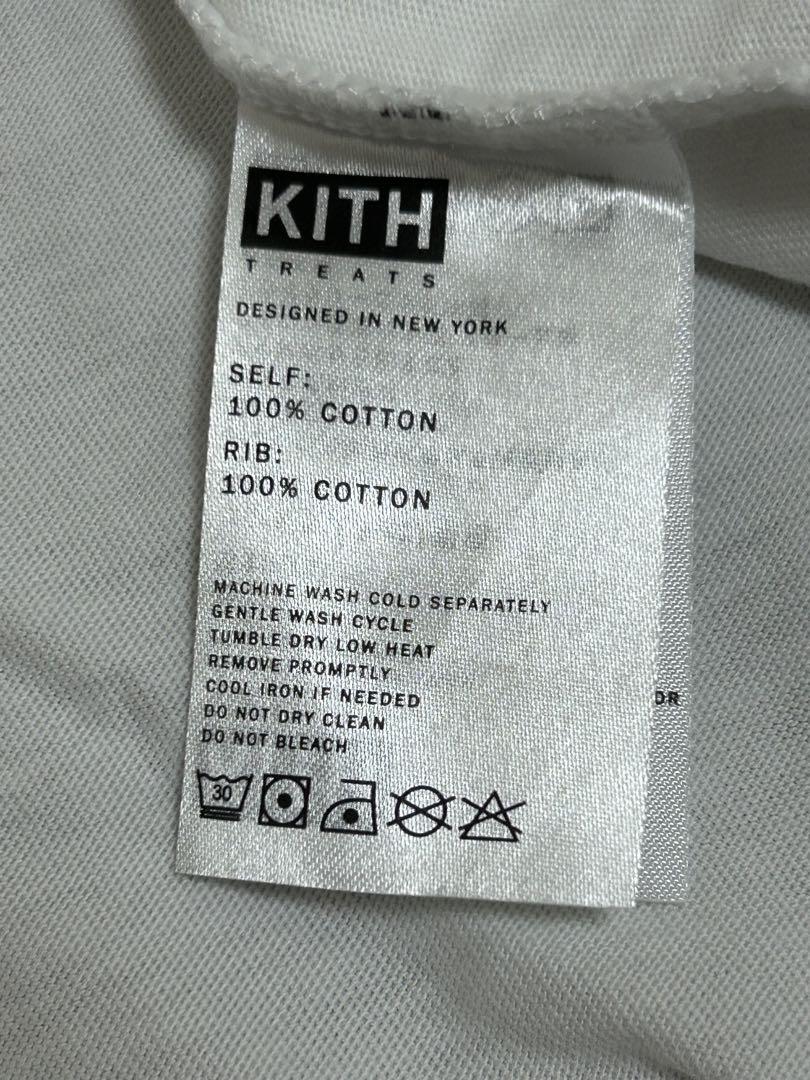 KITH
TREATS
DESIGNED IN NEW YORK
SELF:
100% COTTON
RIB:
100% COTTON
MACHINE WASH COLD SEPARATELY
GENTLE WASH CYCLE
TUMBLE DRY LOW HEAT
REMOVE PROMPTLY
COOL IRON IF NEEDED
DO NOT DRY CLEAN
DO NOT BLEACH
30
OR